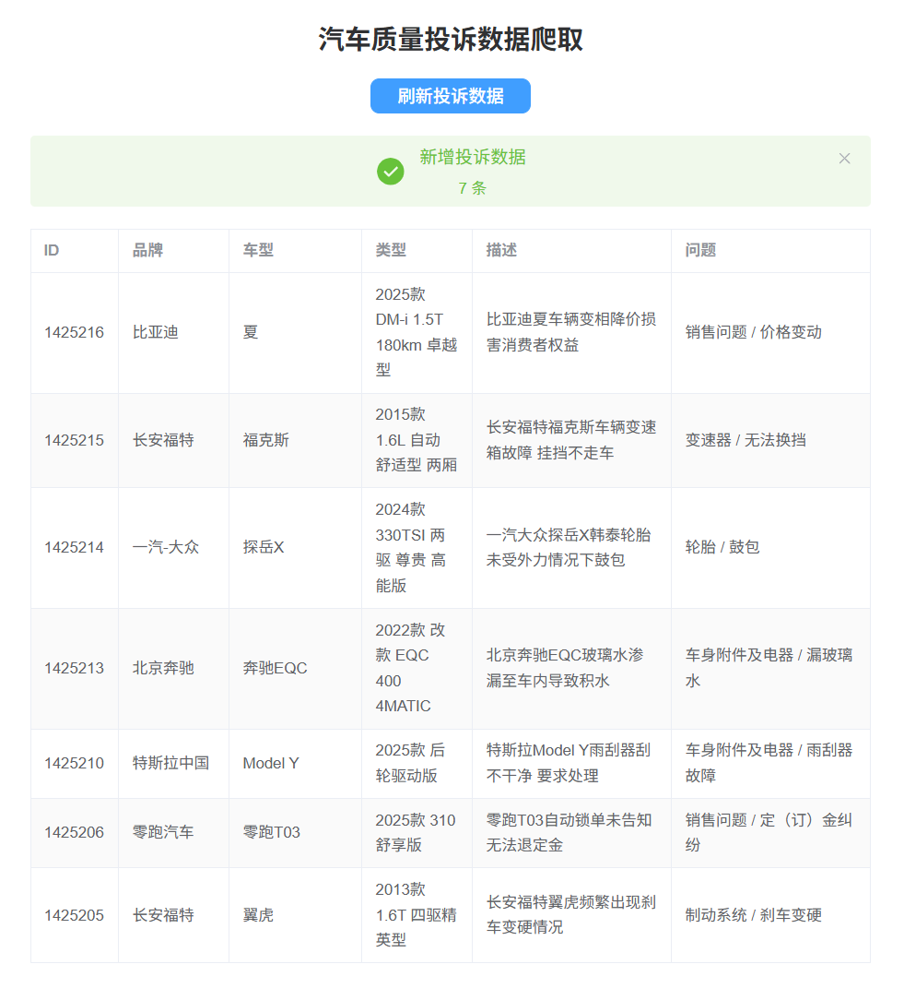 汽车质量投诉数据爬取
刷新投诉数据
新增投诉数据
7 条
ID 品牌 车型 类型 描述 问题
1425216 比亚迪 夏 2025款 DM-i 1.5T 180km 卓越型 比亚迪夏车辆变相降价损害消费者权益 销售问题 / 价格变动
1425215 长安福特 福克斯 2015款 1.6L 自动 舒适型 两厢 长安福特福克斯车辆变速箱故障 挂挡不走车 变速器 / 无法换挡
1425214 一汽-大众 探岳X 2024款 330TSI 两驱 尊贵 高能版 一汽大众探岳X韩泰轮胎未受外力情况下鼓包 轮胎 / 鼓包
1425213 北京奔驰 奔驰EQC 2022款 改款 EQC 400 4MATIC 北京奔驰EQC玻璃水渗漏至车内导致积水 车身附件及电器 / 漏玻璃水
1425210 特斯拉中国 Model Y 2025款 后轮驱动版 特斯拉Model Y雨刮器刮不干净 要求处理 车身附件及电器 / 雨刮器故障
1425206 零跑汽车 零跑T03 2025款 310 舒享版 零跑T03自动锁单未告知 无法退定金 销售问题 / 定（订）金纠纷
1425205 长安福特 翼虎 2013款 1.6T 四驱精英型 长安福特翼虎频繁出现刹车变硬情况 制动系统 / 刹车变硬